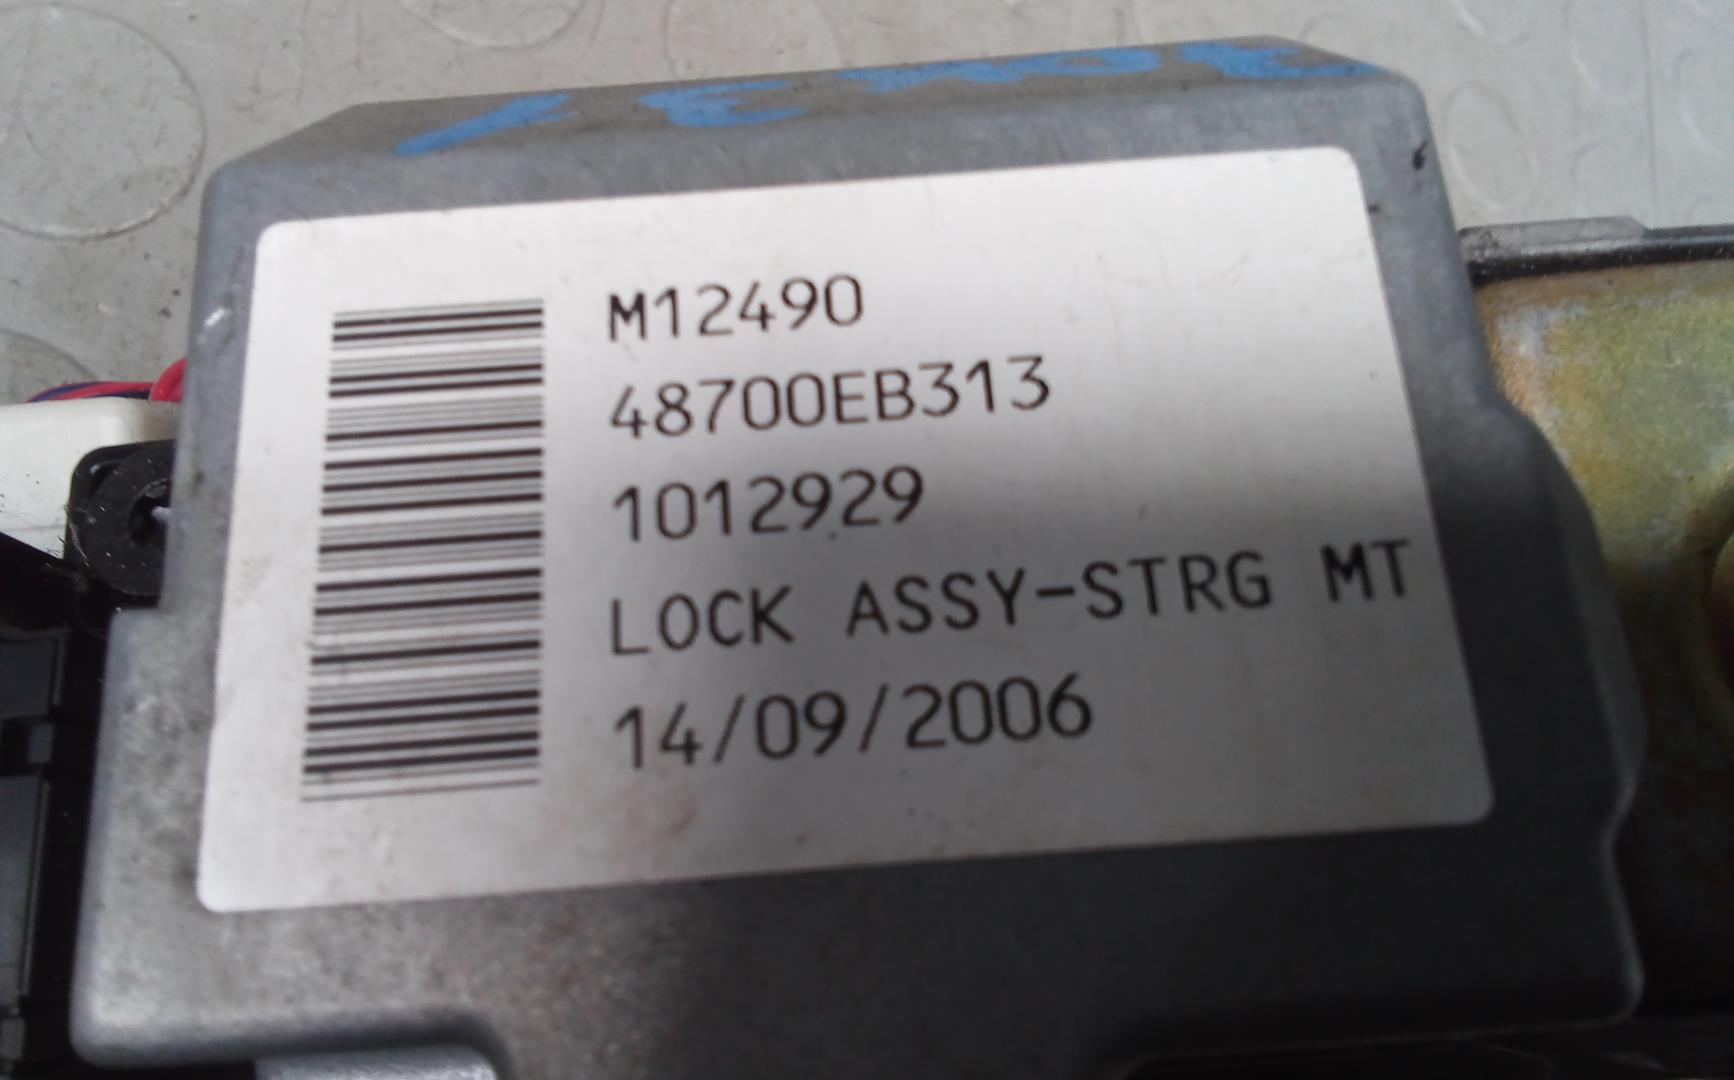 M12490
48700EB313
1012929
LOCK ASSY-STRG MT
14/09/2006